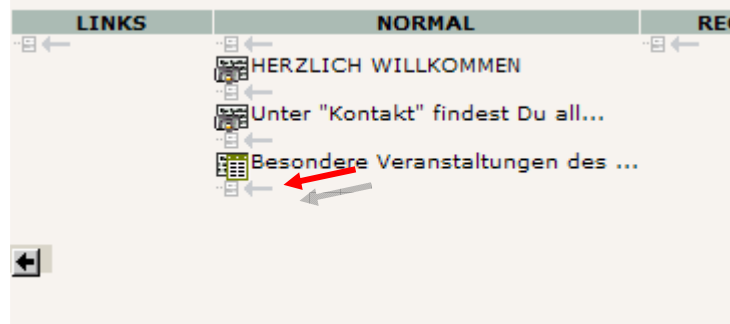 LINKS NORMAL RE
HERZLICH WILLKOMMEN
Unter "Kontakt" findest Du all...
Besondere Veranstaltungen des ...